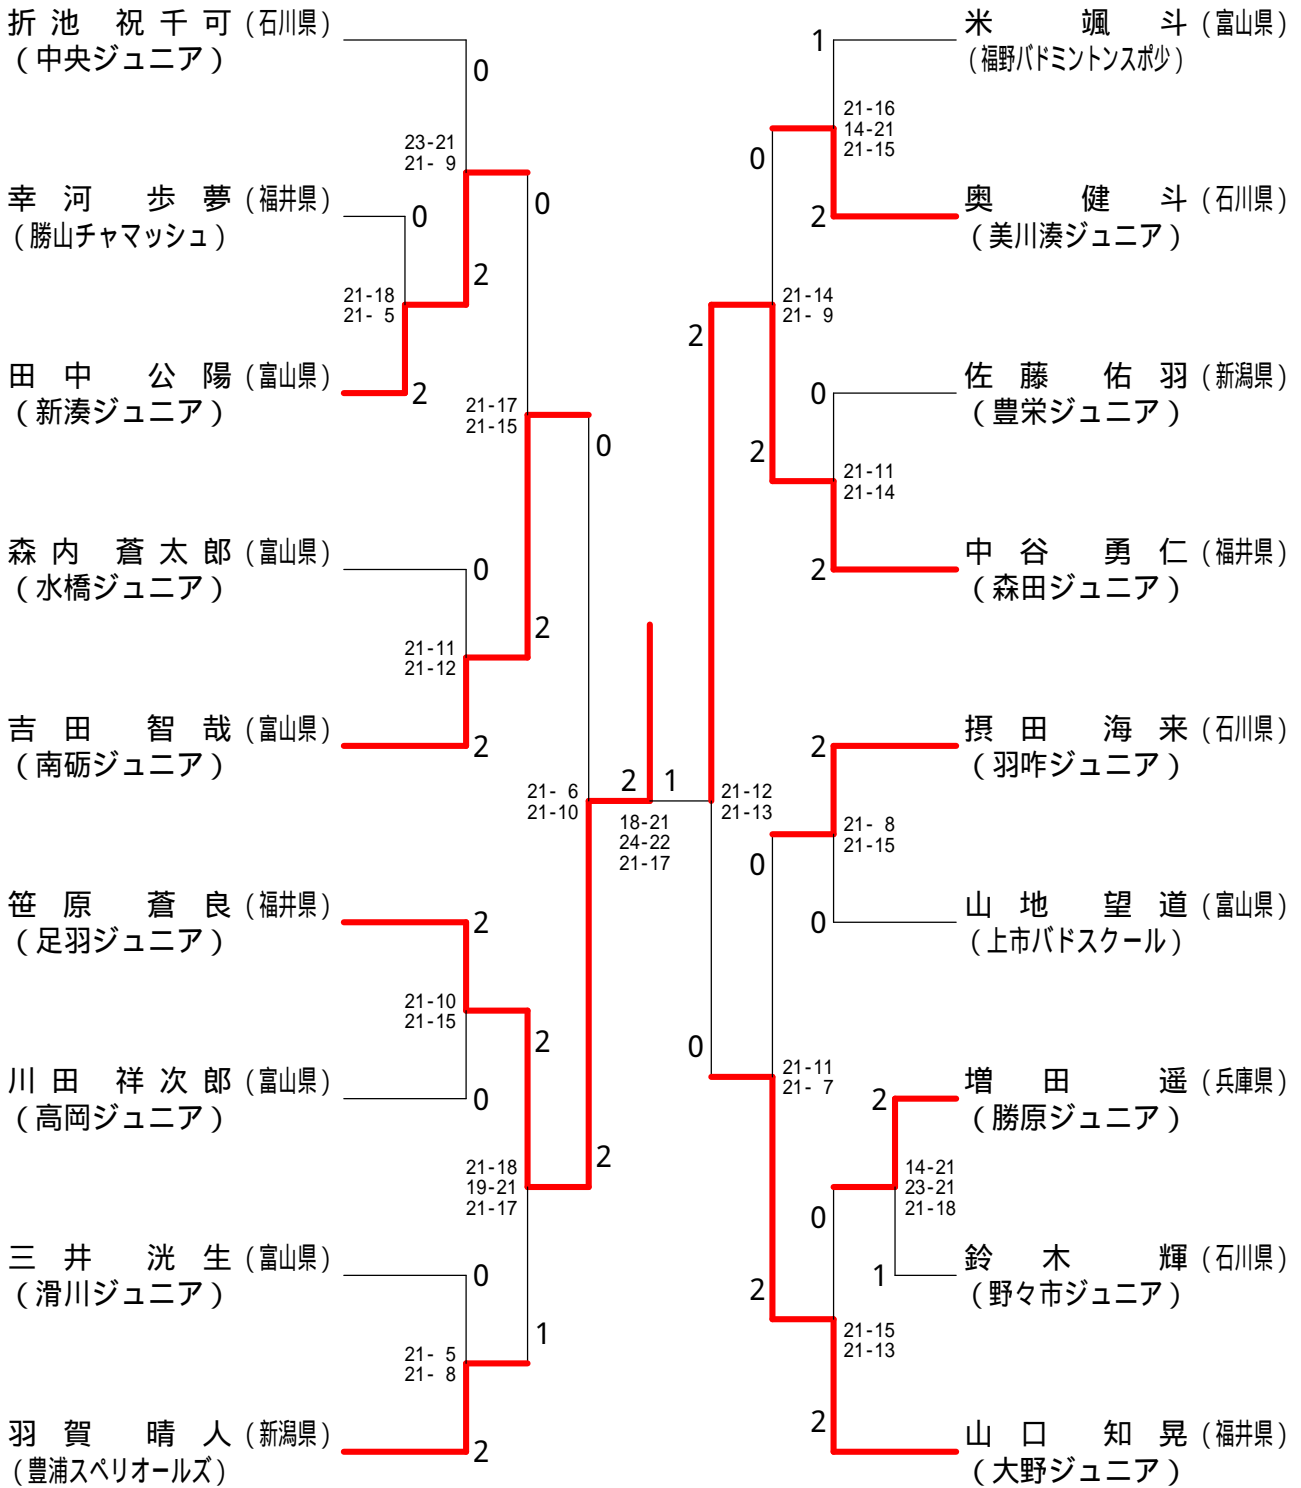 折池 祝千可 (石川県)
(中央ジュニア)
0
23-21
21- 9
幸河 歩夢 (福井県)
(勝山チャマッシュ)
0
0
2
21-18
21- 5
田中 公陽 (富山県)
(新湊ジュニア)
2
21-17
21-15
0
森内 蒼太郎 (富山県)
(水橋ジュニア)
0
2
21-11
21-12
吉田 智哉 (富山県)
(南砺ジュニア)
2
21- 6
21-10
2
1
18-21
24-22
21-17
笹原 蒼良 (福井県)
(足羽ジュニア)
2
21-10
21-15
2
川田 祥次郎 (富山県)
(高岡ジュニア)
0
21-18
19-21
21-17
2
三井 洸生 (富山県)
(滑川ジュニア)
0
1
21- 5
21- 8
羽賀 晴人 (新潟県)
(豊浦スペリオールズ)
2
米 颯斗 (富山県)
(福野バドミントンスポ少)
1
21-16
14-21
21-15
0
奥 健斗 (石川県)
(美川湊ジュニア)
2
21-14
21- 9
2
佐藤 佑羽 (新潟県)
(豊栄ジュニア)
0
2
21-11
21-14
中谷 勇仁 (福井県)
(森田ジュニア)
2
摂田 海来 (石川県)
(羽咋ジュニア)
2
21-12
21-13
21- 8
21-15
0
山地 望道 (富山県)
(上市バドスクール)
0
0
21-11
21- 7
増田 遥 (兵庫県)
(勝原ジュニア)
2
14-21
23-21
21-18
0
鈴木 輝 (石川県)
(野々市ジュニア)
1
2
21-15
21-13
山口 知晃 (福井県)
(大野ジュニア)
2